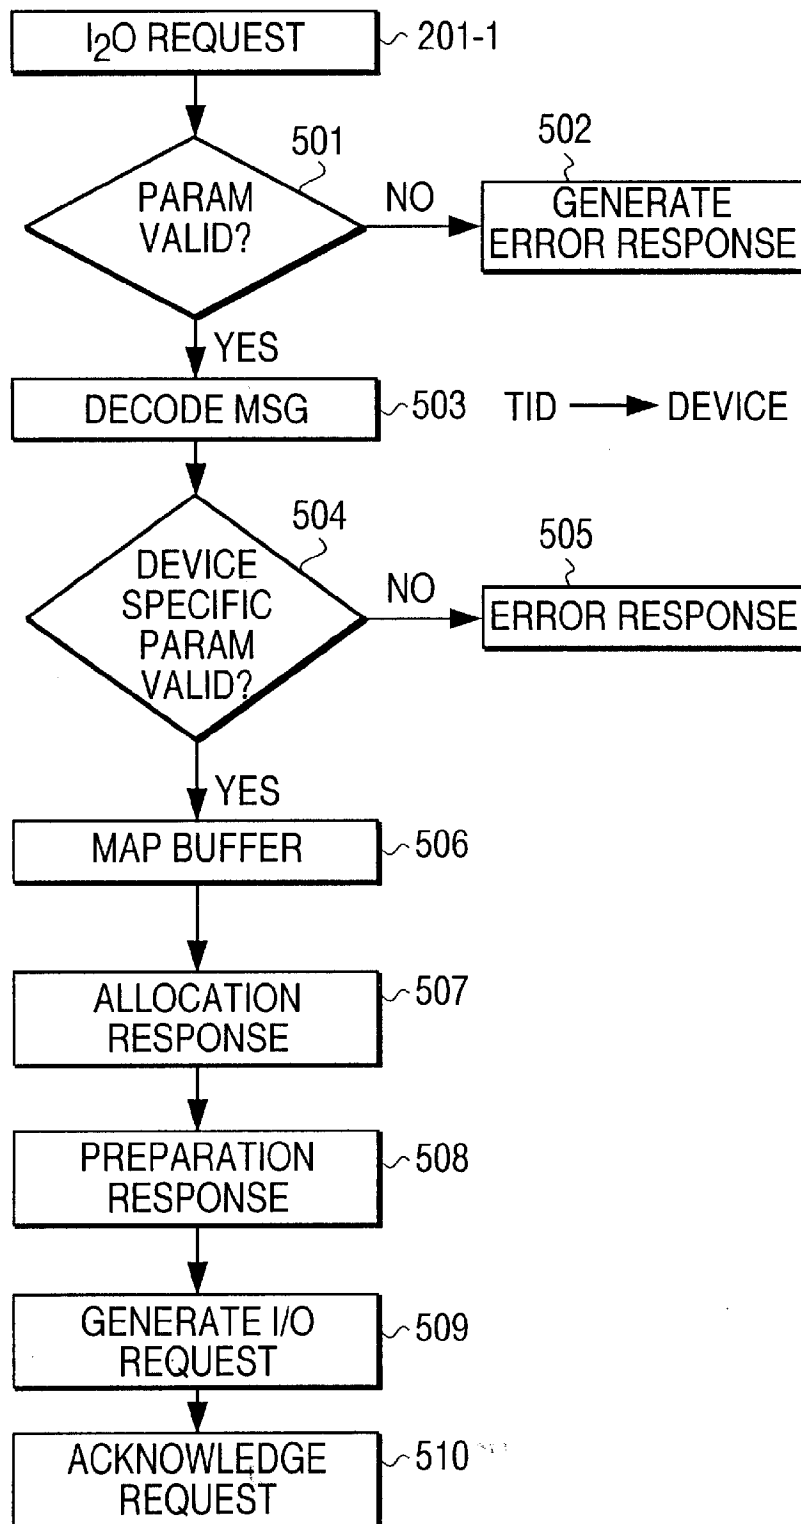 I₂O REQUEST
201-1
501
PARAM
VALID?
NO
502
GENERATE
ERROR RESPONSE
YES
DECODE MSG
503
TID
DEVICE
504
DEVICE
SPECIFIC
PARAM
VALID?
NO
505
ERROR RESPONSE
YES
MAP BUFFER
506
ALLOCATION
RESPONSE
507
PREPARATION
RESPONSE
508
GENERATE I/O
REQUEST
509
ACKNOWLEDGE
REQUEST
510